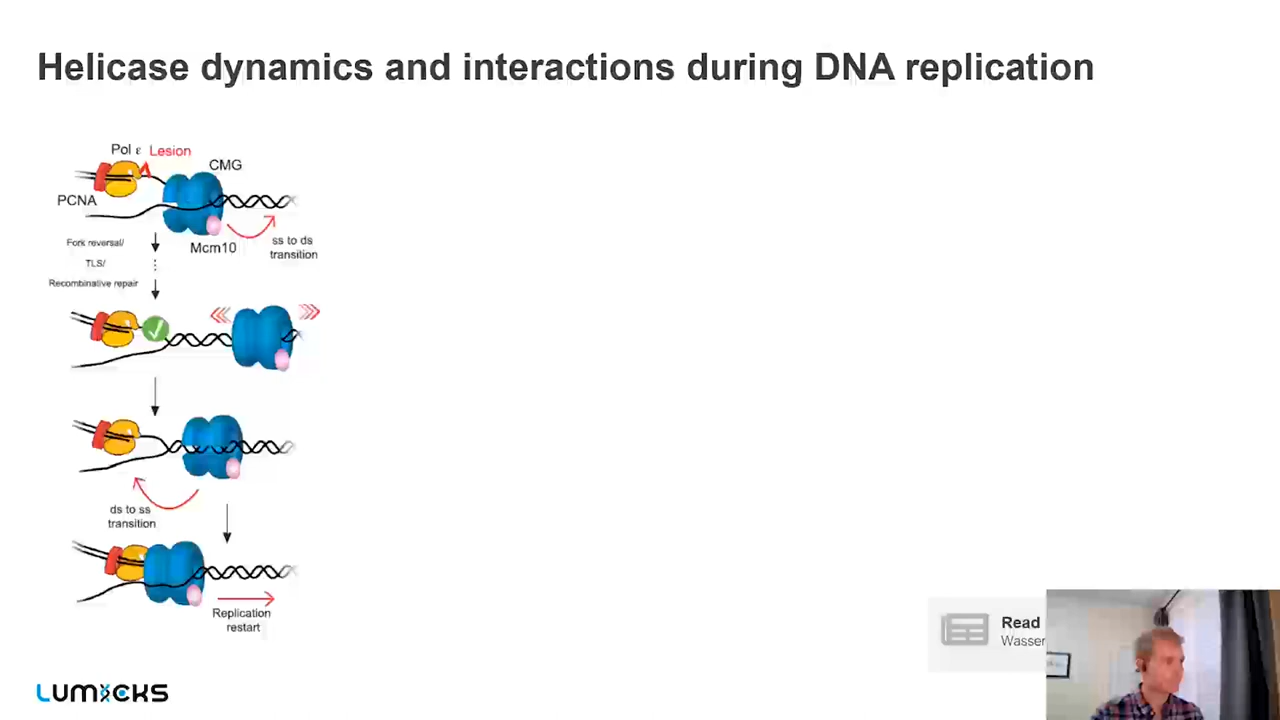 Helicase dynamics and interactions during DNA replication
Pol ε Lesion
CMG
PCNA
Mcm10
ss to ds
transition
Fork reversal/
TLS/
Recombinative repair
ds to ss
transition
Replication
restart
Read
Wasser
LUMICKS